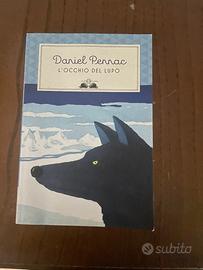 Daniel Pennac
L'OCCHIO DEL LUPO
subito